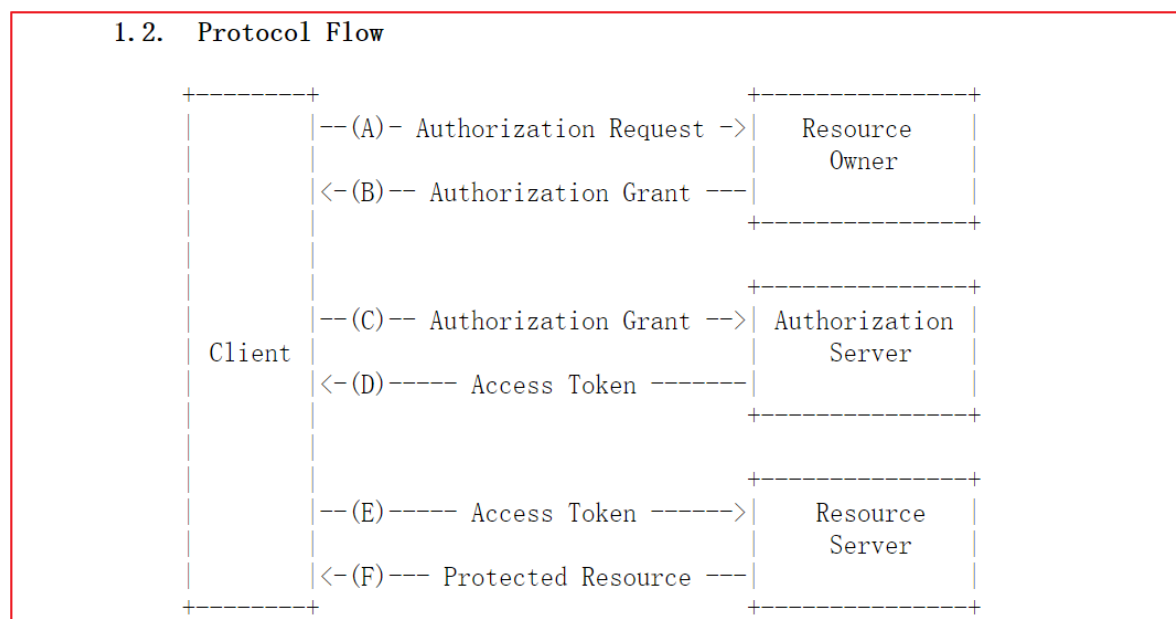 1.2. Protocol Flow
+--------+                               +---------------+
|        |--(A)- Authorization Request ->|   Resource    |
|        |                               |     Owner     |
|        |<-(B)-- Authorization Grant ---|               |
|        |                               +---------------+
|        |
|        |                               +---------------+
|        |--(C)-- Authorization Grant -->| Authorization |
| Client |                               |     Server    |
|        |<-(D)----- Access Token -------|               |
|        |                               +---------------+
|        |
|        |                               +---------------+
|        |--(E)----- Access Token ------>|    Resource   |
|        |                               |     Server    |
|        |<-(F)--- Protected Resource ---|               |
+--------+                               +---------------+